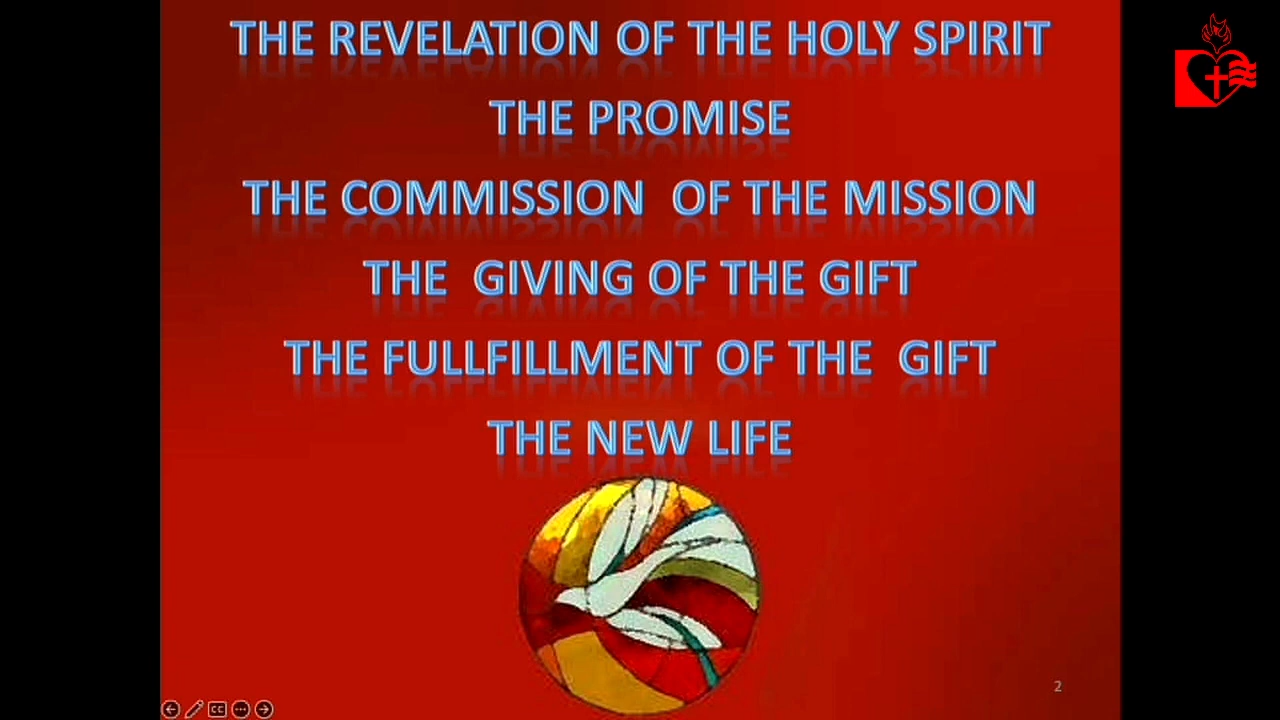 THE REVELATION OF THE HOLY SPIRIT
THE PROMISE
THE COMMISSION OF THE MISSION
THE GIVING OF THE GIFT
THE FULLFILLMENT OF THE GIFT
THE NEW LIFE
2
CC